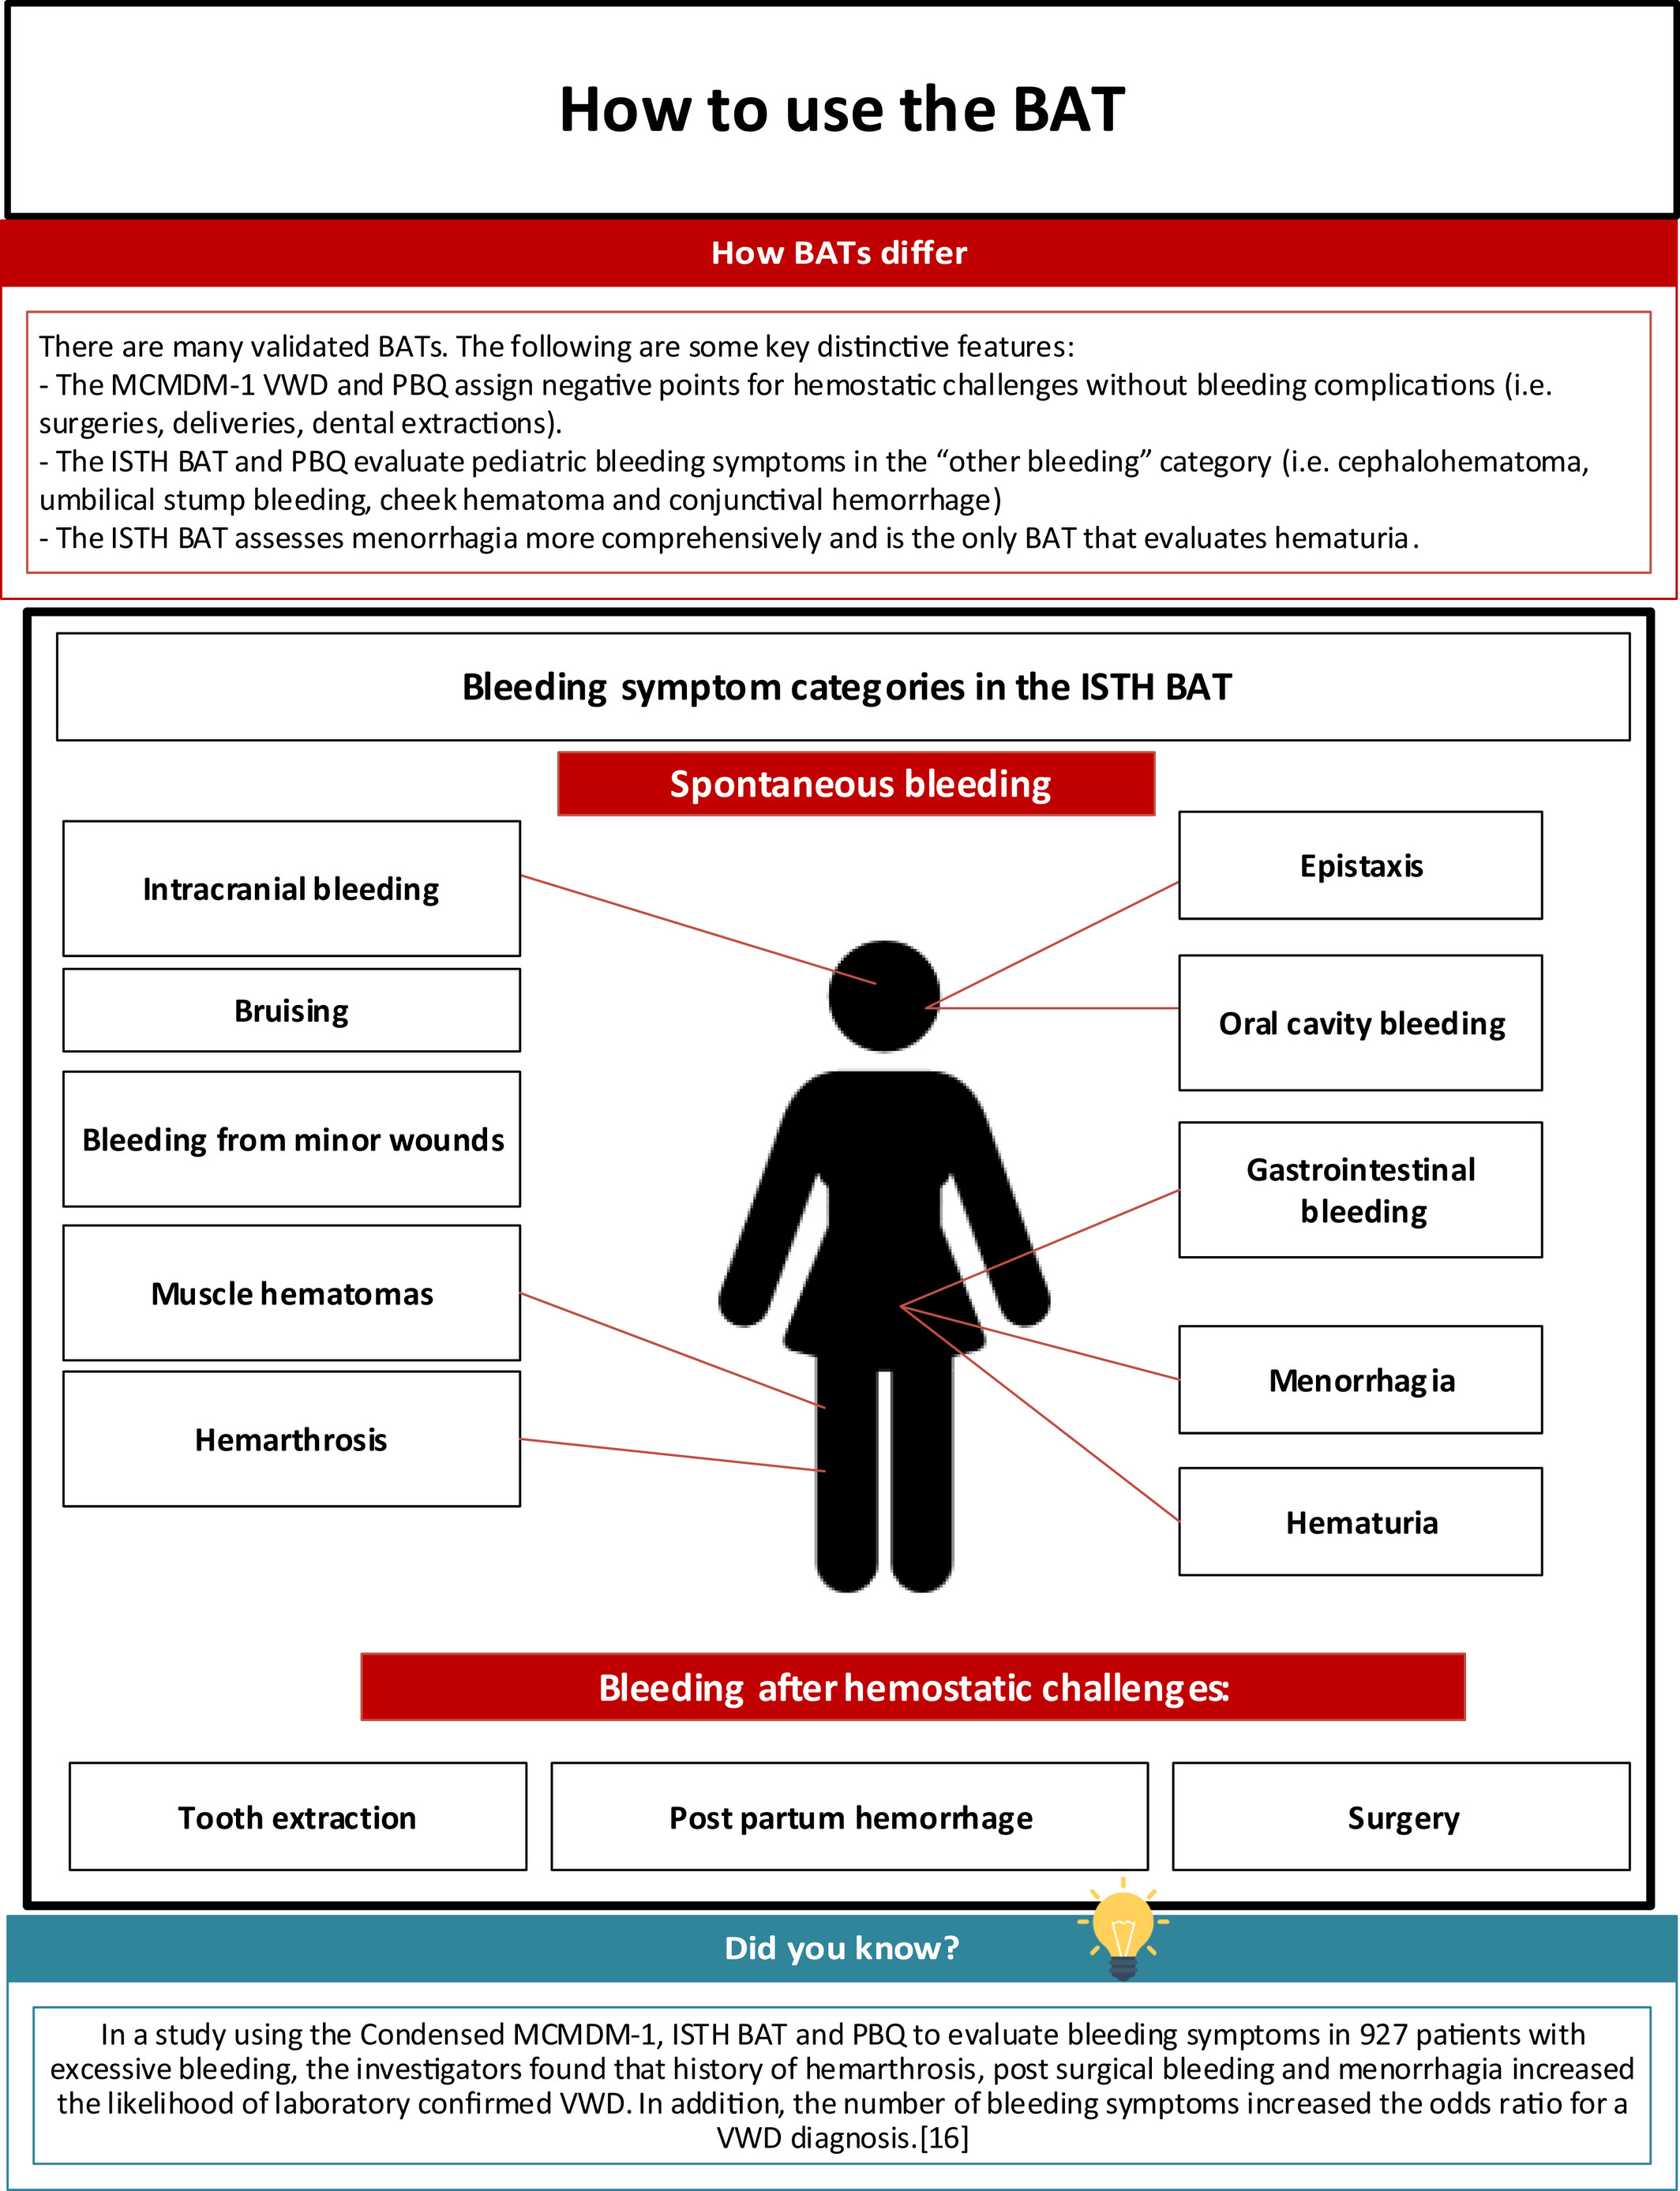 How to use the BAT
How BATs differ
There are many validated BATs. The following are some key distinctive features:
- The MCMDM-1 VWD and PBQ assign negative points for hemostatic challenges without bleeding complications (i.e.
surgeries, deliveries, dental extractions).
- The ISTH BAT and PBQ evaluate pediatric bleeding symptoms in the “other bleeding” category (i.e. cephalohematoma,
umbilical stump bleeding, cheek hematoma and conjunctival hemorrhage)
- The ISTH BAT assesses menorrhagia more comprehensively and is the only BAT that evaluates hematuria.
Bleeding symptom categories in the ISTH BAT
Spontaneous bleeding
Intracranial bleeding
Bruising
Bleeding from minor wounds
Muscle hematomas
Hemarthrosis
Epistaxis
Oral cavity bleeding
Gastrointestinal
bleeding
Menorrhagia
Hematuria
Bleeding after hemostatic challenges:
Tooth extraction
Post partum hemorrhage
Surgery
Did you know?
In a study using the Condensed MCMDM-1, ISTH BAT and PBQ to evaluate bleeding symptoms in 927 patients with
excessive bleeding, the investigators found that history of hemarthrosis, post surgical bleeding and menorrhagia increased
the likelihood of laboratory confirmed VWD. In addition, the number of bleeding symptoms increased the odds ratio for a
VWD diagnosis.[16]